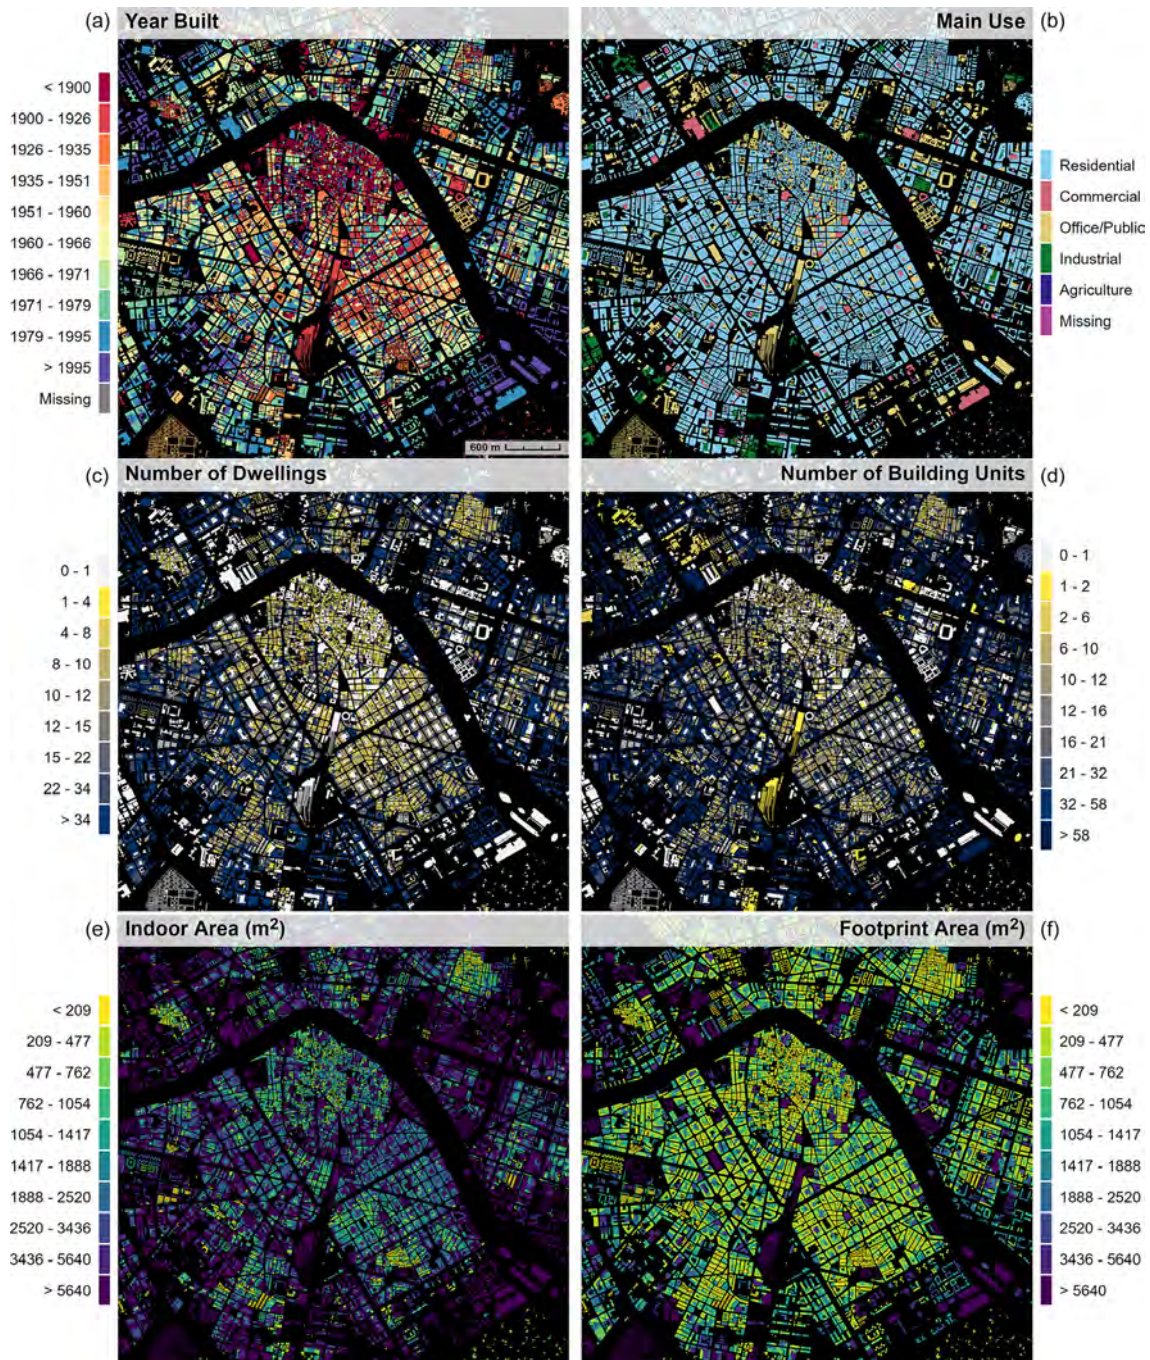 (a) Year Built
Main Use (b)
< 1900
1900 - 1926
1926 - 1935
1935 - 1951
1951 - 1960
1960 - 1966
1966 - 1971
1971 - 1979
1979 - 1995
> 1995
Missing
600 m
Residential
Commercial
Office/Public
Industrial
Agriculture
Missing
(c) Number of Dwellings
Number of Building Units (d)
0 - 1
1 - 4
4 - 8
8 - 10
10 - 12
12 - 15
15 - 22
22 - 34
> 34
0 - 1
1 - 2
2 - 6
6 - 10
10 - 12
12 - 16
16 - 21
21 - 32
32 - 58
> 58
(e) Indoor Area (m²)
Footprint Area (m²) (f)
< 209
209 - 477
477 - 762
762 - 1054
1054 - 1417
1417 - 1888
1888 - 2520
2520 - 3436
3436 - 5640
> 5640
< 209
209 - 477
477 - 762
762 - 1054
1054 - 1417
1417 - 1888
1888 - 2520
2520 - 3436
3436 - 5640
> 5640